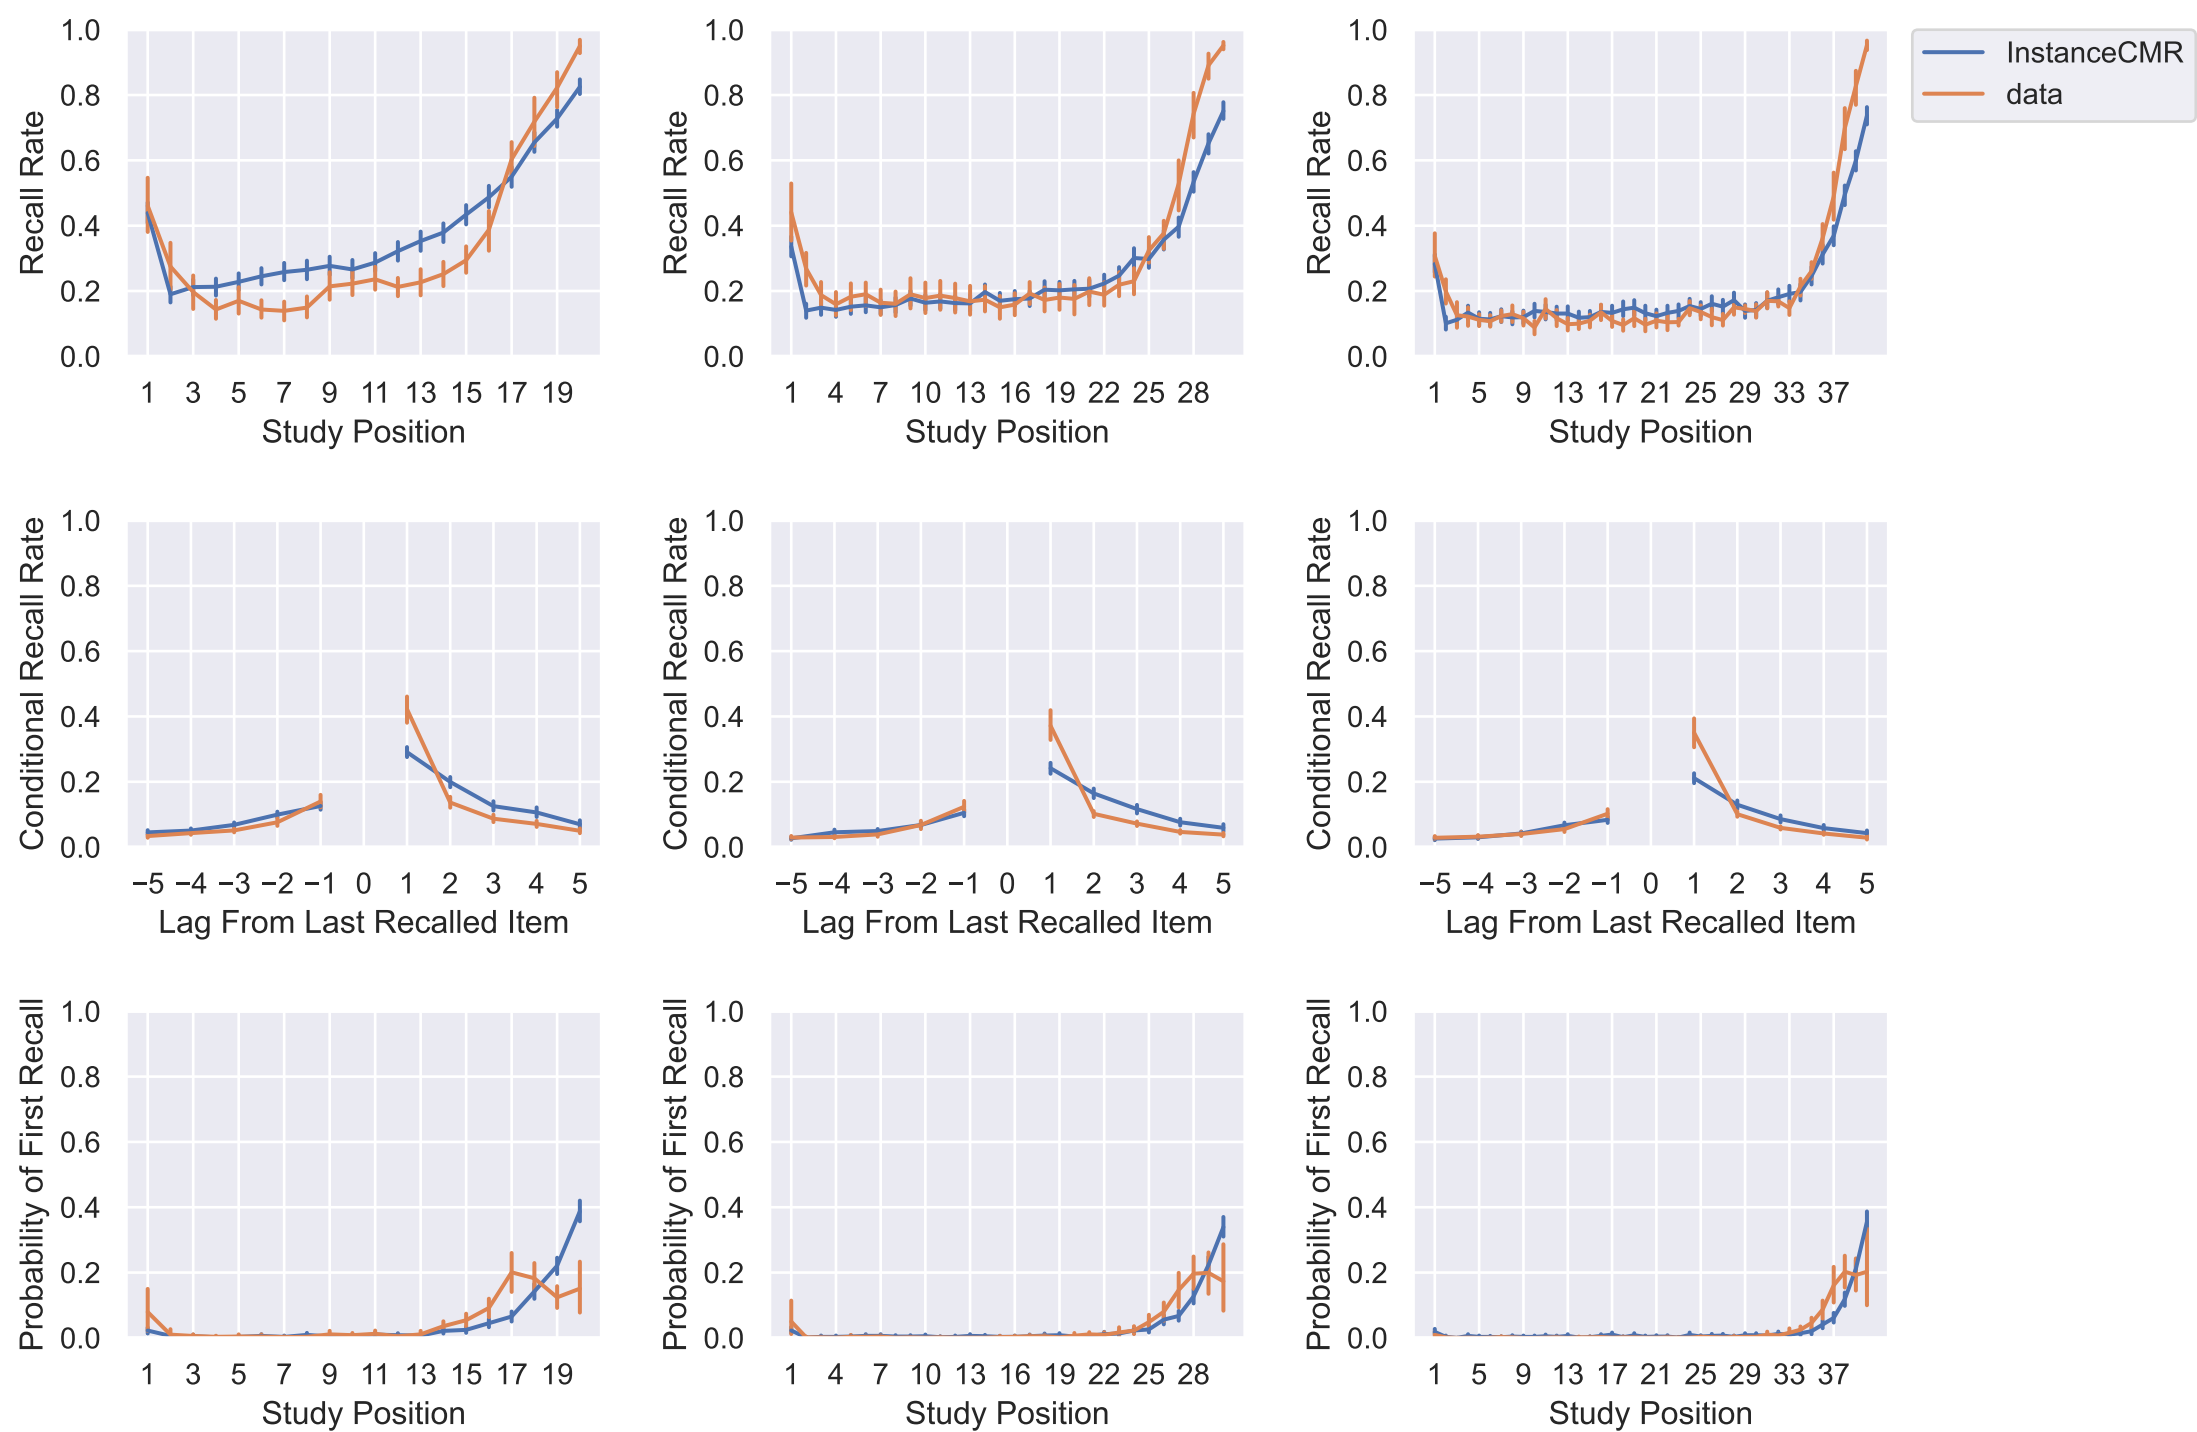 Recall Rate
1.0
0.8
0.6
0.4
0.2
0.0
1 3 5 7 9 11 13 15 17 19
Study Position
Recall Rate
1.0
0.8
0.6
0.4
0.2
0.0
1 4 7 10 13 16 19 22 25 28
Study Position
Recall Rate
1.0
0.8
0.6
0.4
0.2
0.0
1 5 9 13 17 21 25 29 33 37
Study Position
InstanceCMR
data
Conditional Recall Rate
1.0
0.8
0.6
0.4
0.2
0.0
−5 −4 −3 −2 −1 0 1 2 3 4 5
Lag From Last Recalled Item
Conditional Recall Rate
1.0
0.8
0.6
0.4
0.2
0.0
−5 −4 −3 −2 −1 0 1 2 3 4 5
Lag From Last Recalled Item
Conditional Recall Rate
1.0
0.8
0.6
0.4
0.2
0.0
−5 −4 −3 −2 −1 0 1 2 3 4 5
Lag From Last Recalled Item
Probability of First Recall
1.0
0.8
0.6
0.4
0.2
0.0
1 3 5 7 9 11 13 15 17 19
Study Position
Probability of First Recall
1.0
0.8
0.6
0.4
0.2
0.0
1 4 7 10 13 16 19 22 25 28
Study Position
Probability of First Recall
1.0
0.8
0.6
0.4
0.2
0.0
1 5 9 13 17 21 25 29 33 37
Study Position